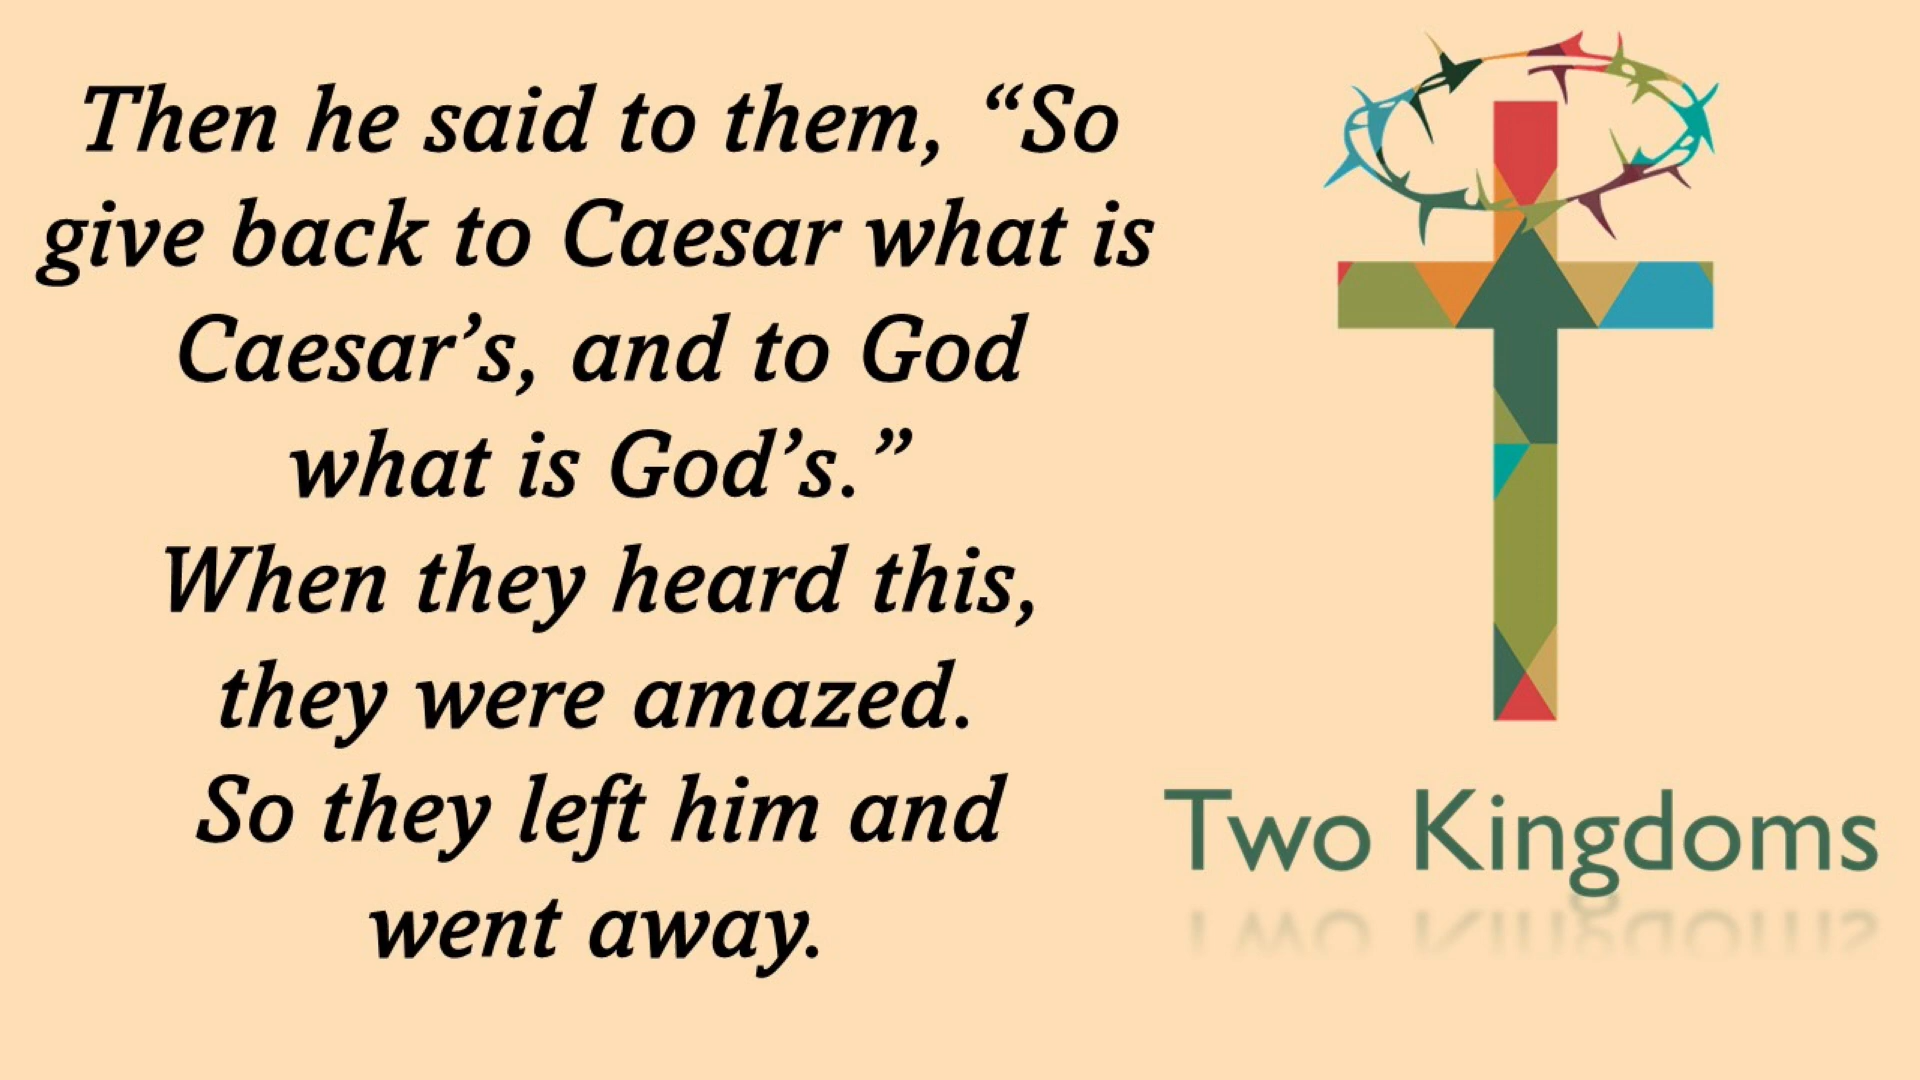 Then he said to them, “So
give back to Caesar what is
Caesar’s, and to God
what is God’s.”
When they heard this,
they were amazed.
So they left him and
went away.
Two Kingdoms